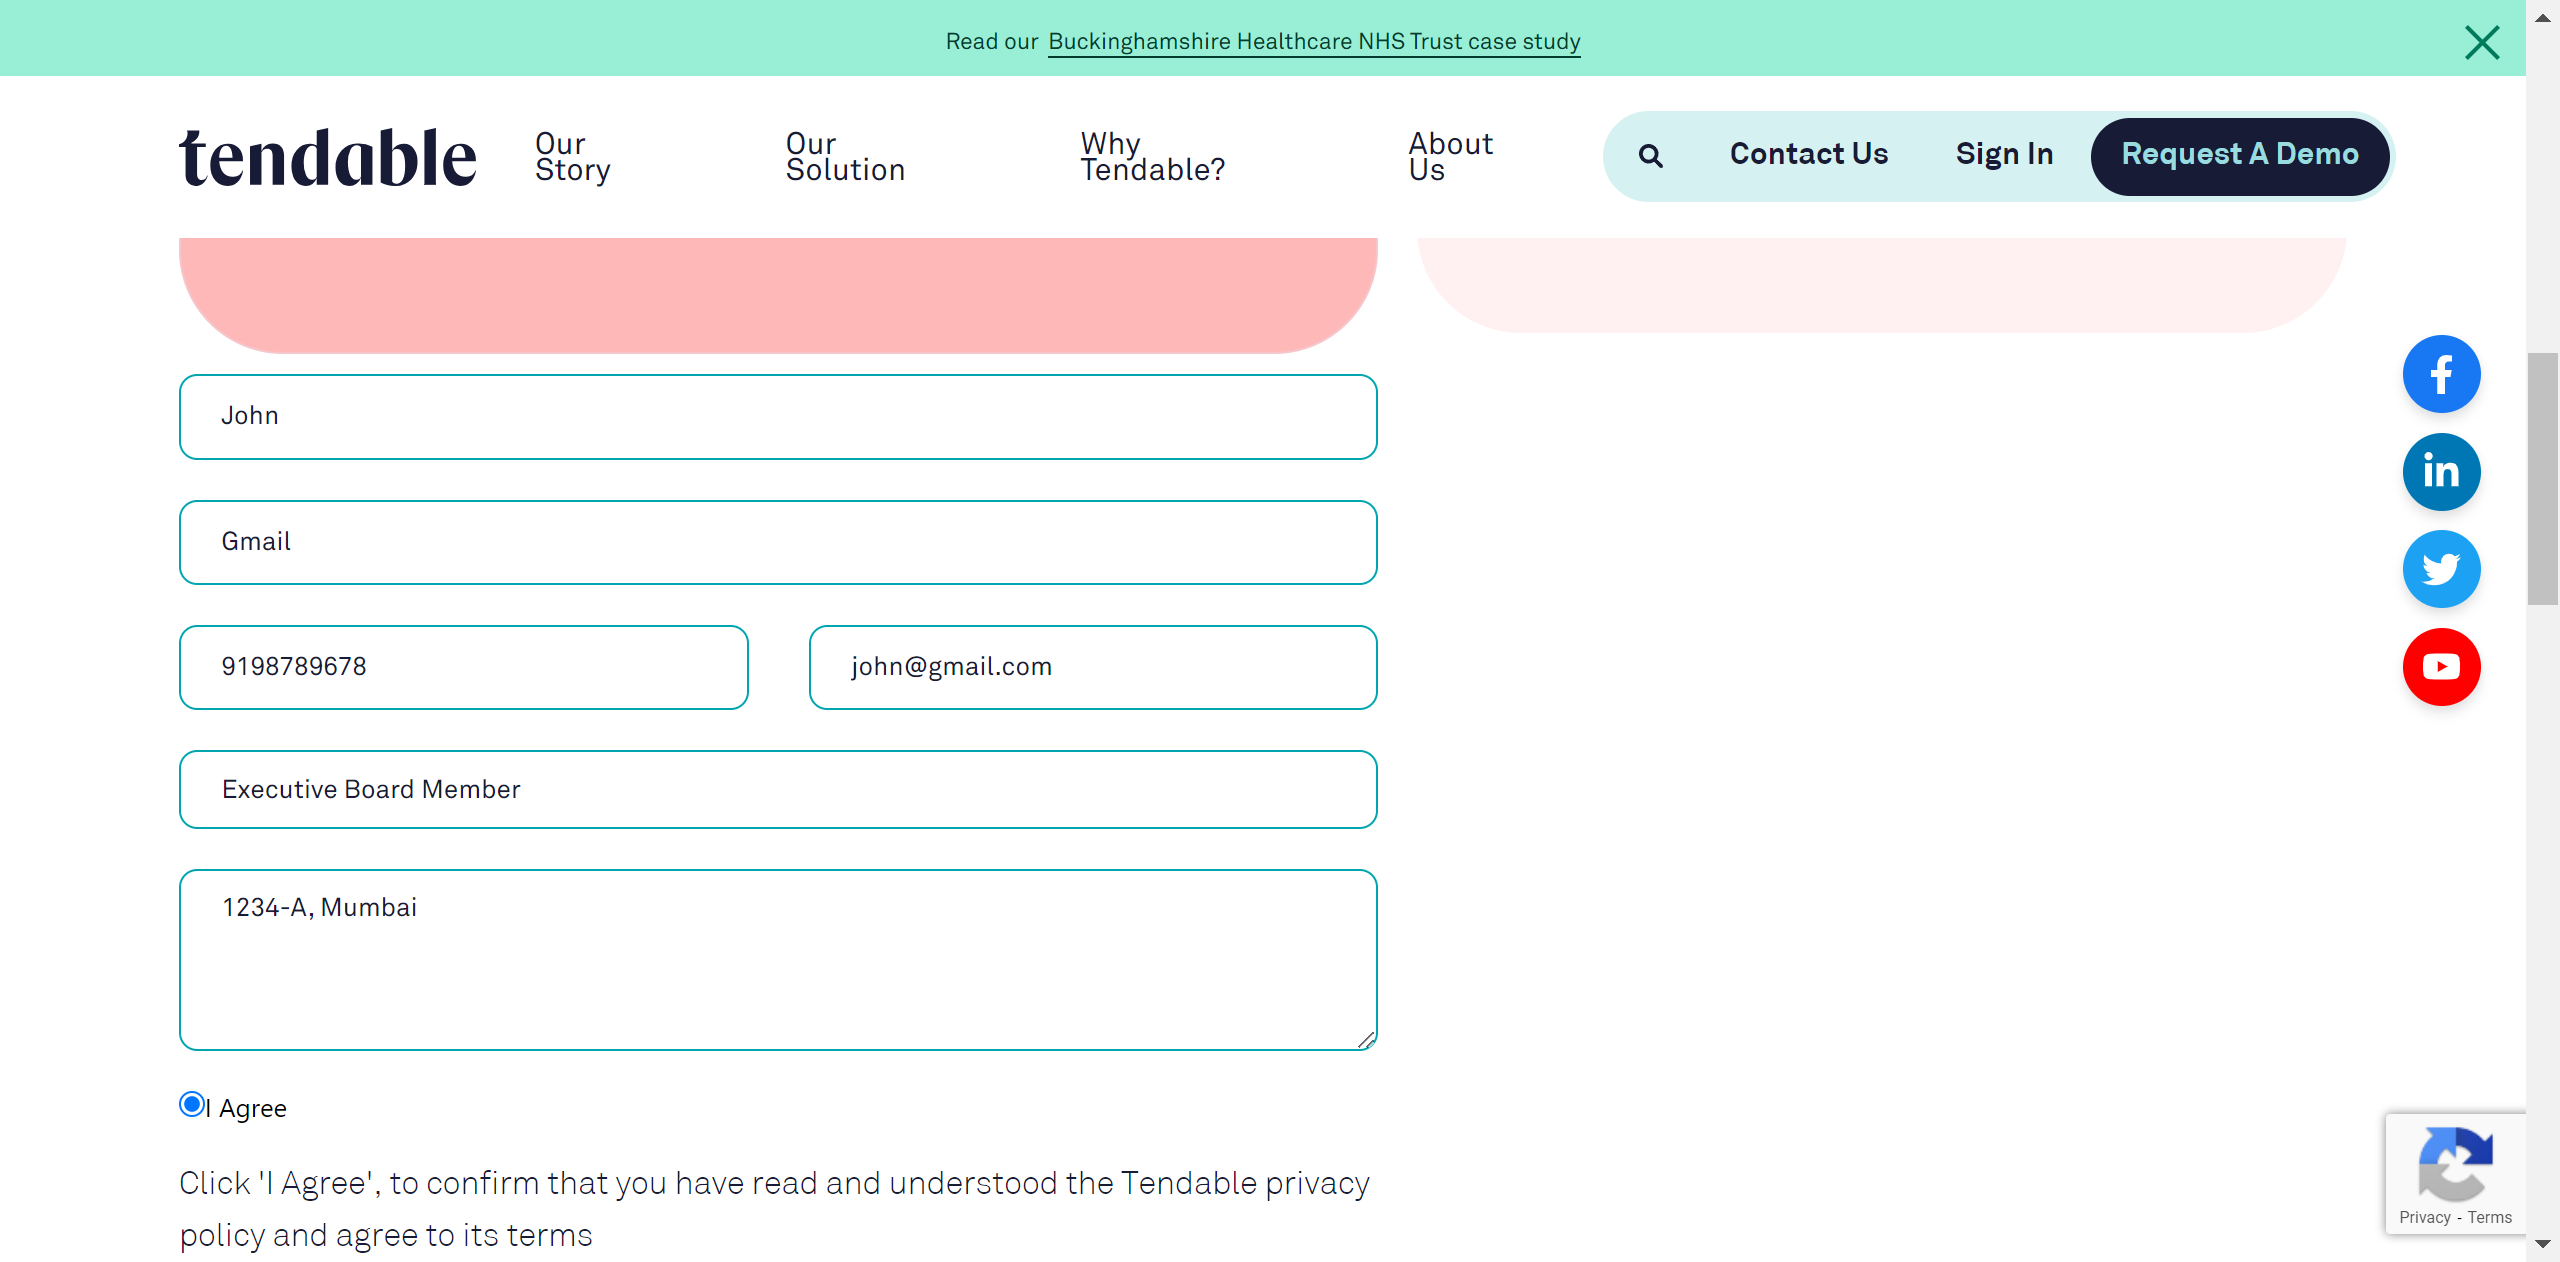 Read our Buckinghamshire Healthcare NHS Trust case study
tendable
Our Story
Our Solution
Why Tendable?
About Us
Contact Us
Sign In
Request A Demo
John
Gmail
9198789678
john@gmail.com
Executive Board Member
1234-A, Mumbai
I Agree
Click 'I Agree', to confirm that you have read and understood the Tendable privacy
policy and agree to its terms
Privacy - Terms